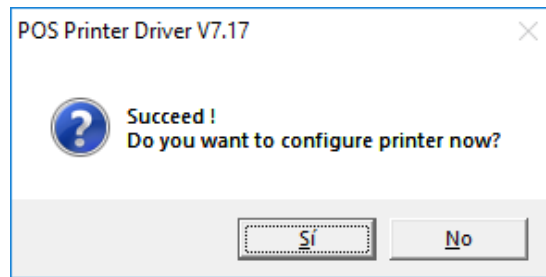 POS Printer Driver V7.17
Succeed !
Do you want to configure printer now?
Sí
No